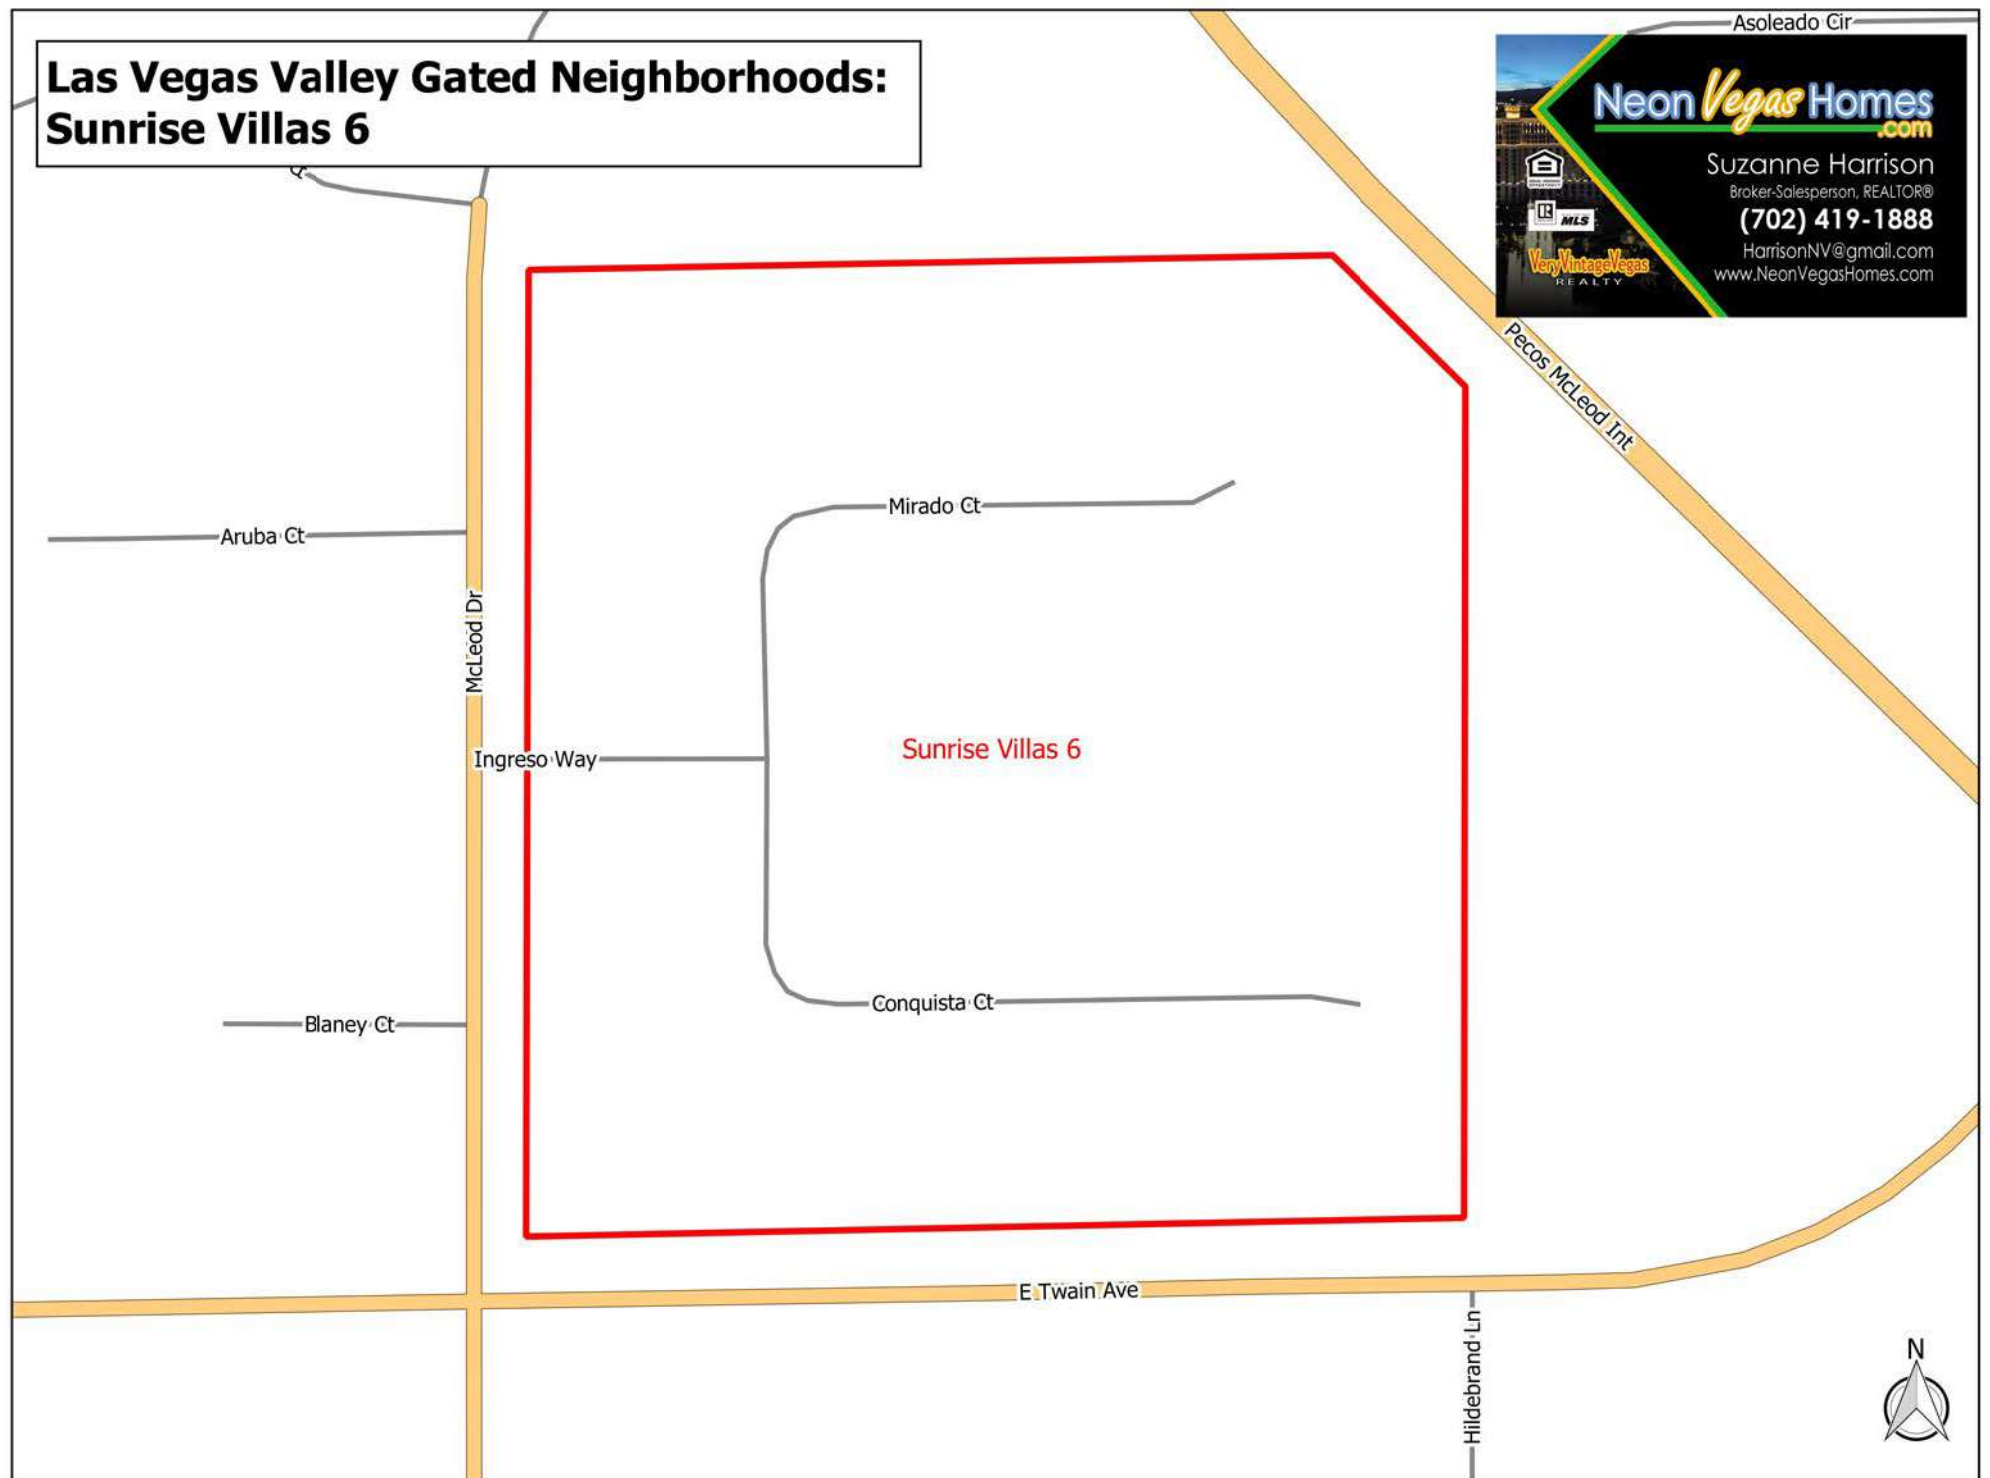 Las Vegas Valley Gated Neighborhoods:
Sunrise Villas 6
Asoleado Cir
Neon Vegas Homes
.com
Suzanne Harrison
Broker-Salesperson, REALTOR®
(702) 419-1888
HarrisonNV@gmail.com
www.NeonVegasHomes.com
MLS
VeryVintageVegas
REALTY
Pecos McLeod Int
Mirado Ct
Aruba Ct
McLeod Dr
Ingreso Way
Sunrise Villas 6
Conquista Ct
Blaney Ct
E Twain Ave
Hildebrand Ln
N